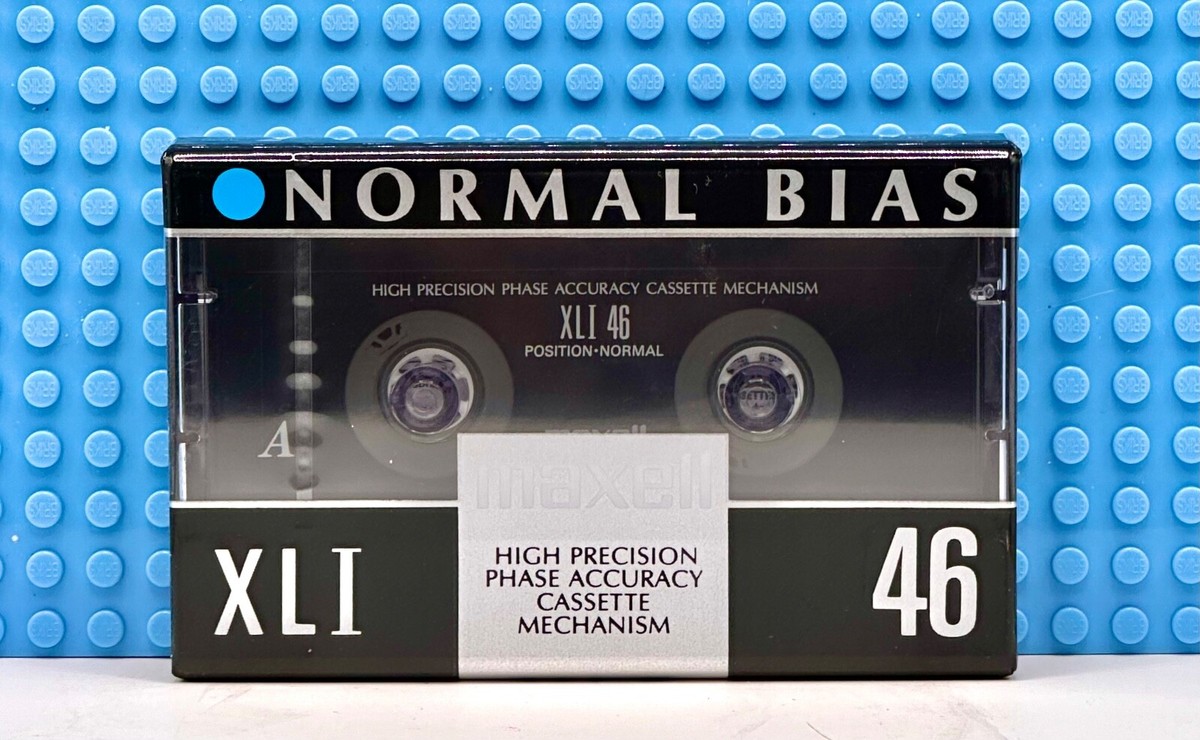 NORMAL BIAS
HIGH PRECISION PHASE ACCURACY CASSETTE MECHANISM
XLI 46
POSITION•NORMAL
A
maxell
maxell
XLI
HIGH PRECISION
PHASE ACCURACY
CASSETTE
MECHANISM
46